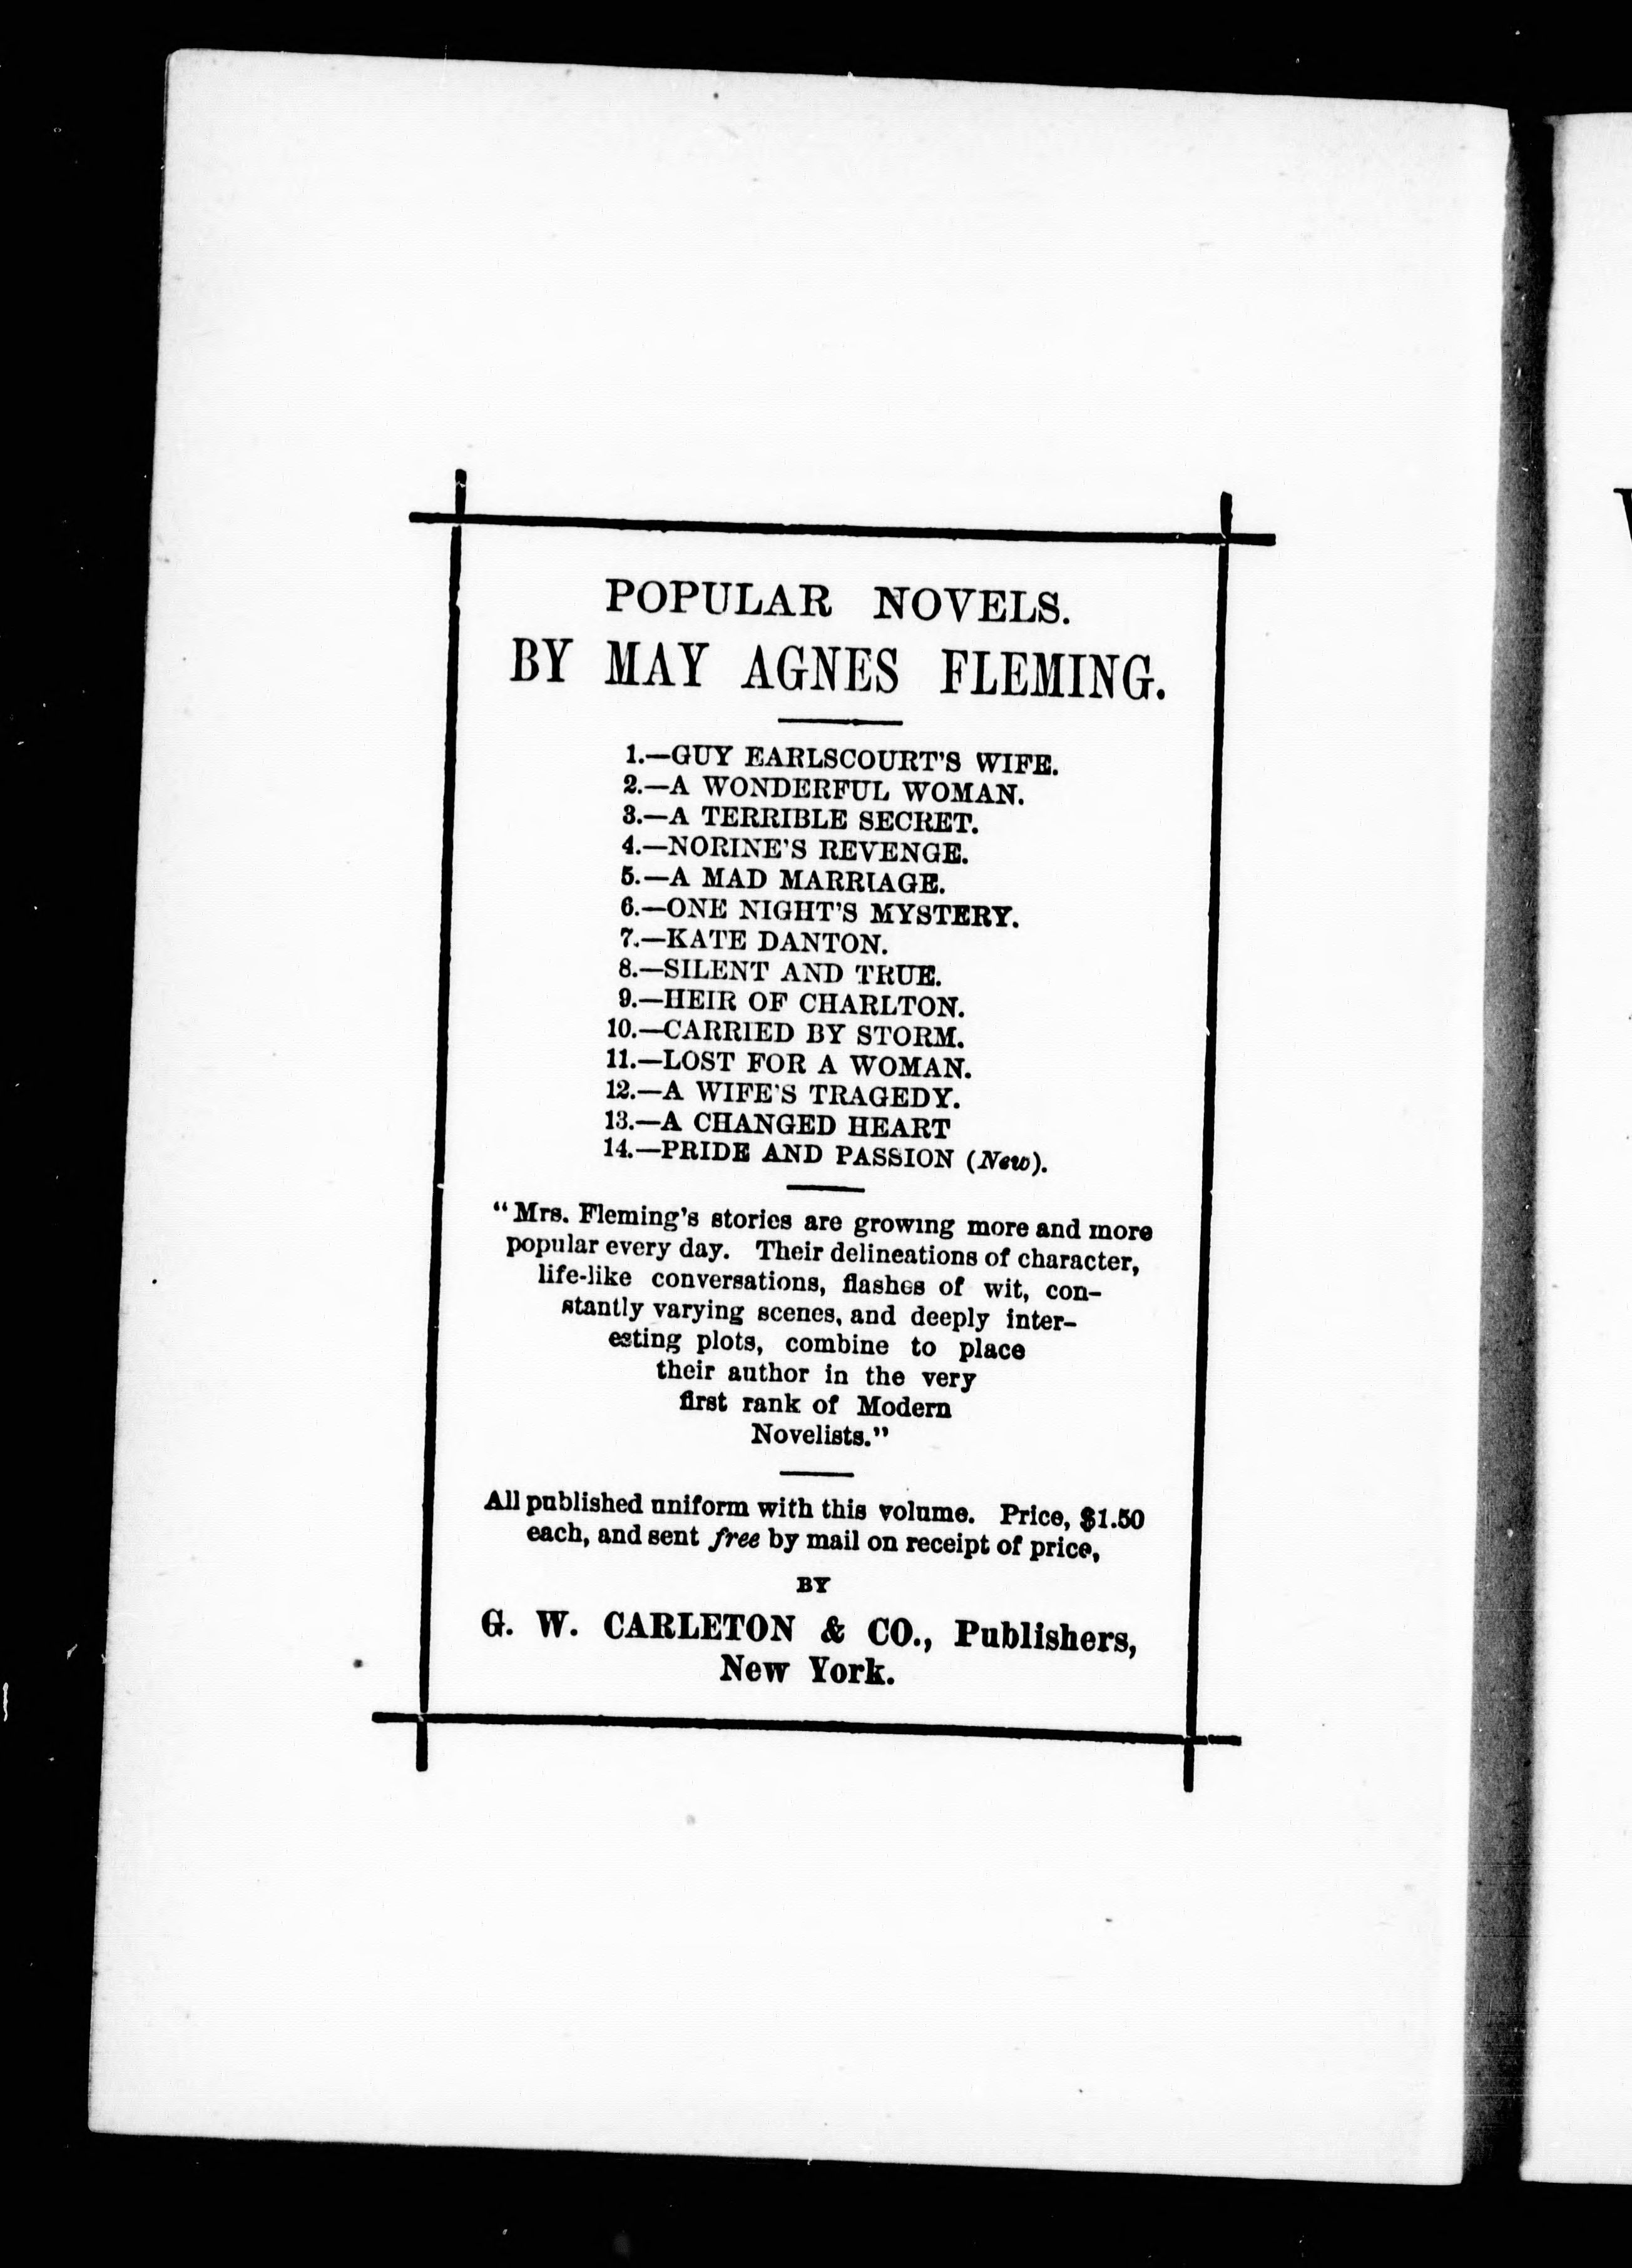 POPULAR NOVELS.
BY MAY AGNES FLEMING.
1.—GUY EARLSCOURT'S WIFE.
2.—A WONDERFUL WOMAN.
3.—A TERRIBLE SECRET.
4.—NORINE'S REVENGE.
5.—A MAD MARRIAGE.
6.—ONE NIGHT'S MYSTERY.
7.—KATE DANTON.
8.—SILENT AND TRUE.
9.—HEIR OF CHARLTON.
10.—CARRIED BY STORM.
11.—LOST FOR A WOMAN.
12.—A WIFE'S TRAGEDY.
13.—A CHANGED HEART
14.—PRIDE AND PASSION (New).
"Mrs. Fleming's stories are growing more and more
popular every day. Their delineations of character,
life-like conversations, flashes of wit, con-
stantly varying scenes, and deeply inter-
esting plots, combine to place
their author in the very
first rank of Modern
Novelists."
All published uniform with this volume. Price, $1.50
each, and sent free by mail on receipt of price,
BY
G. W. CARLETON & CO., Publishers,
New York.